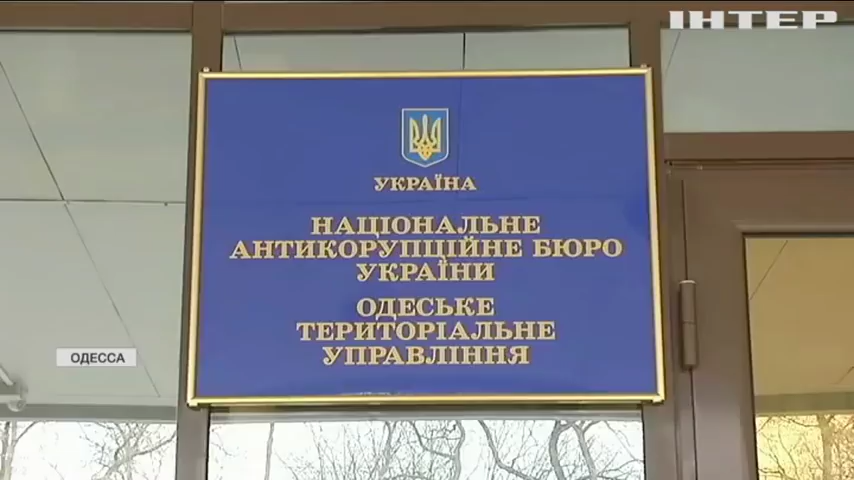 ІНТЕР
УКРАЇНА
НАЦІОНАЛЬНЕ
АНТИКОРУПЦІЙНЕ БЮРО
УКРАЇНИ
ОДЕСЬКЕ
ТЕРИТОРІАЛЬНЕ
УПРАВЛІННЯ
ОДЕССА